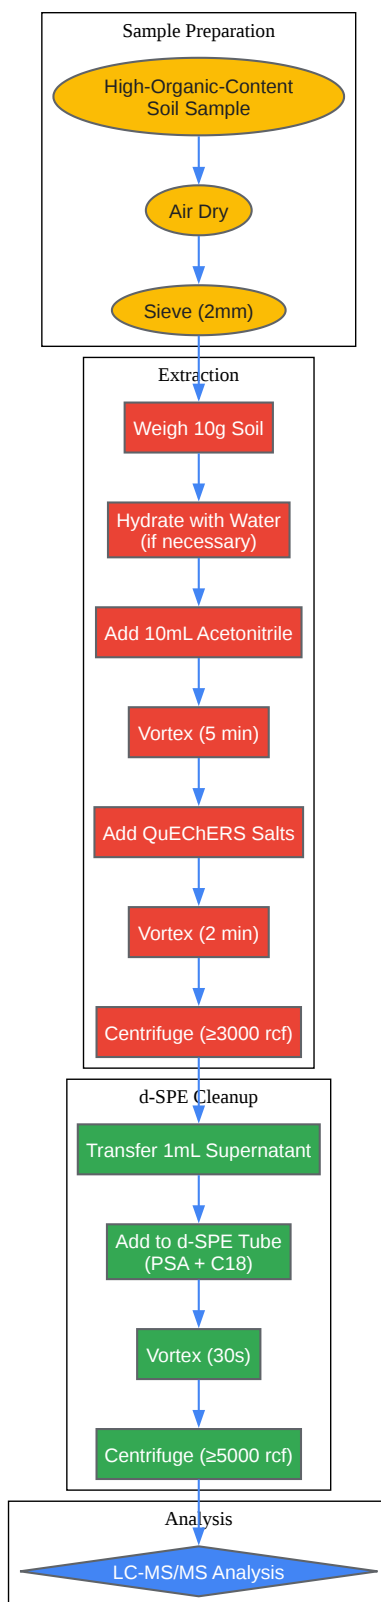 Sample Preparation
High-Organic-Content
Soil Sample
Air Dry
Sieve (2mm)
Extraction
Weigh 10g Soil
Hydrate with Water
(if necessary)
Add 10mL Acetonitrile
Vortex (5 min)
Add QuEChERS Salts
Vortex (2 min)
Centrifuge (≥3000 rcf)
d-SPE Cleanup
Transfer 1mL Supernatant
Add to d-SPE Tube
(PSA + C18)
Vortex (30s)
Centrifuge (≥5000 rcf)
Analysis
LC-MS/MS Analysis